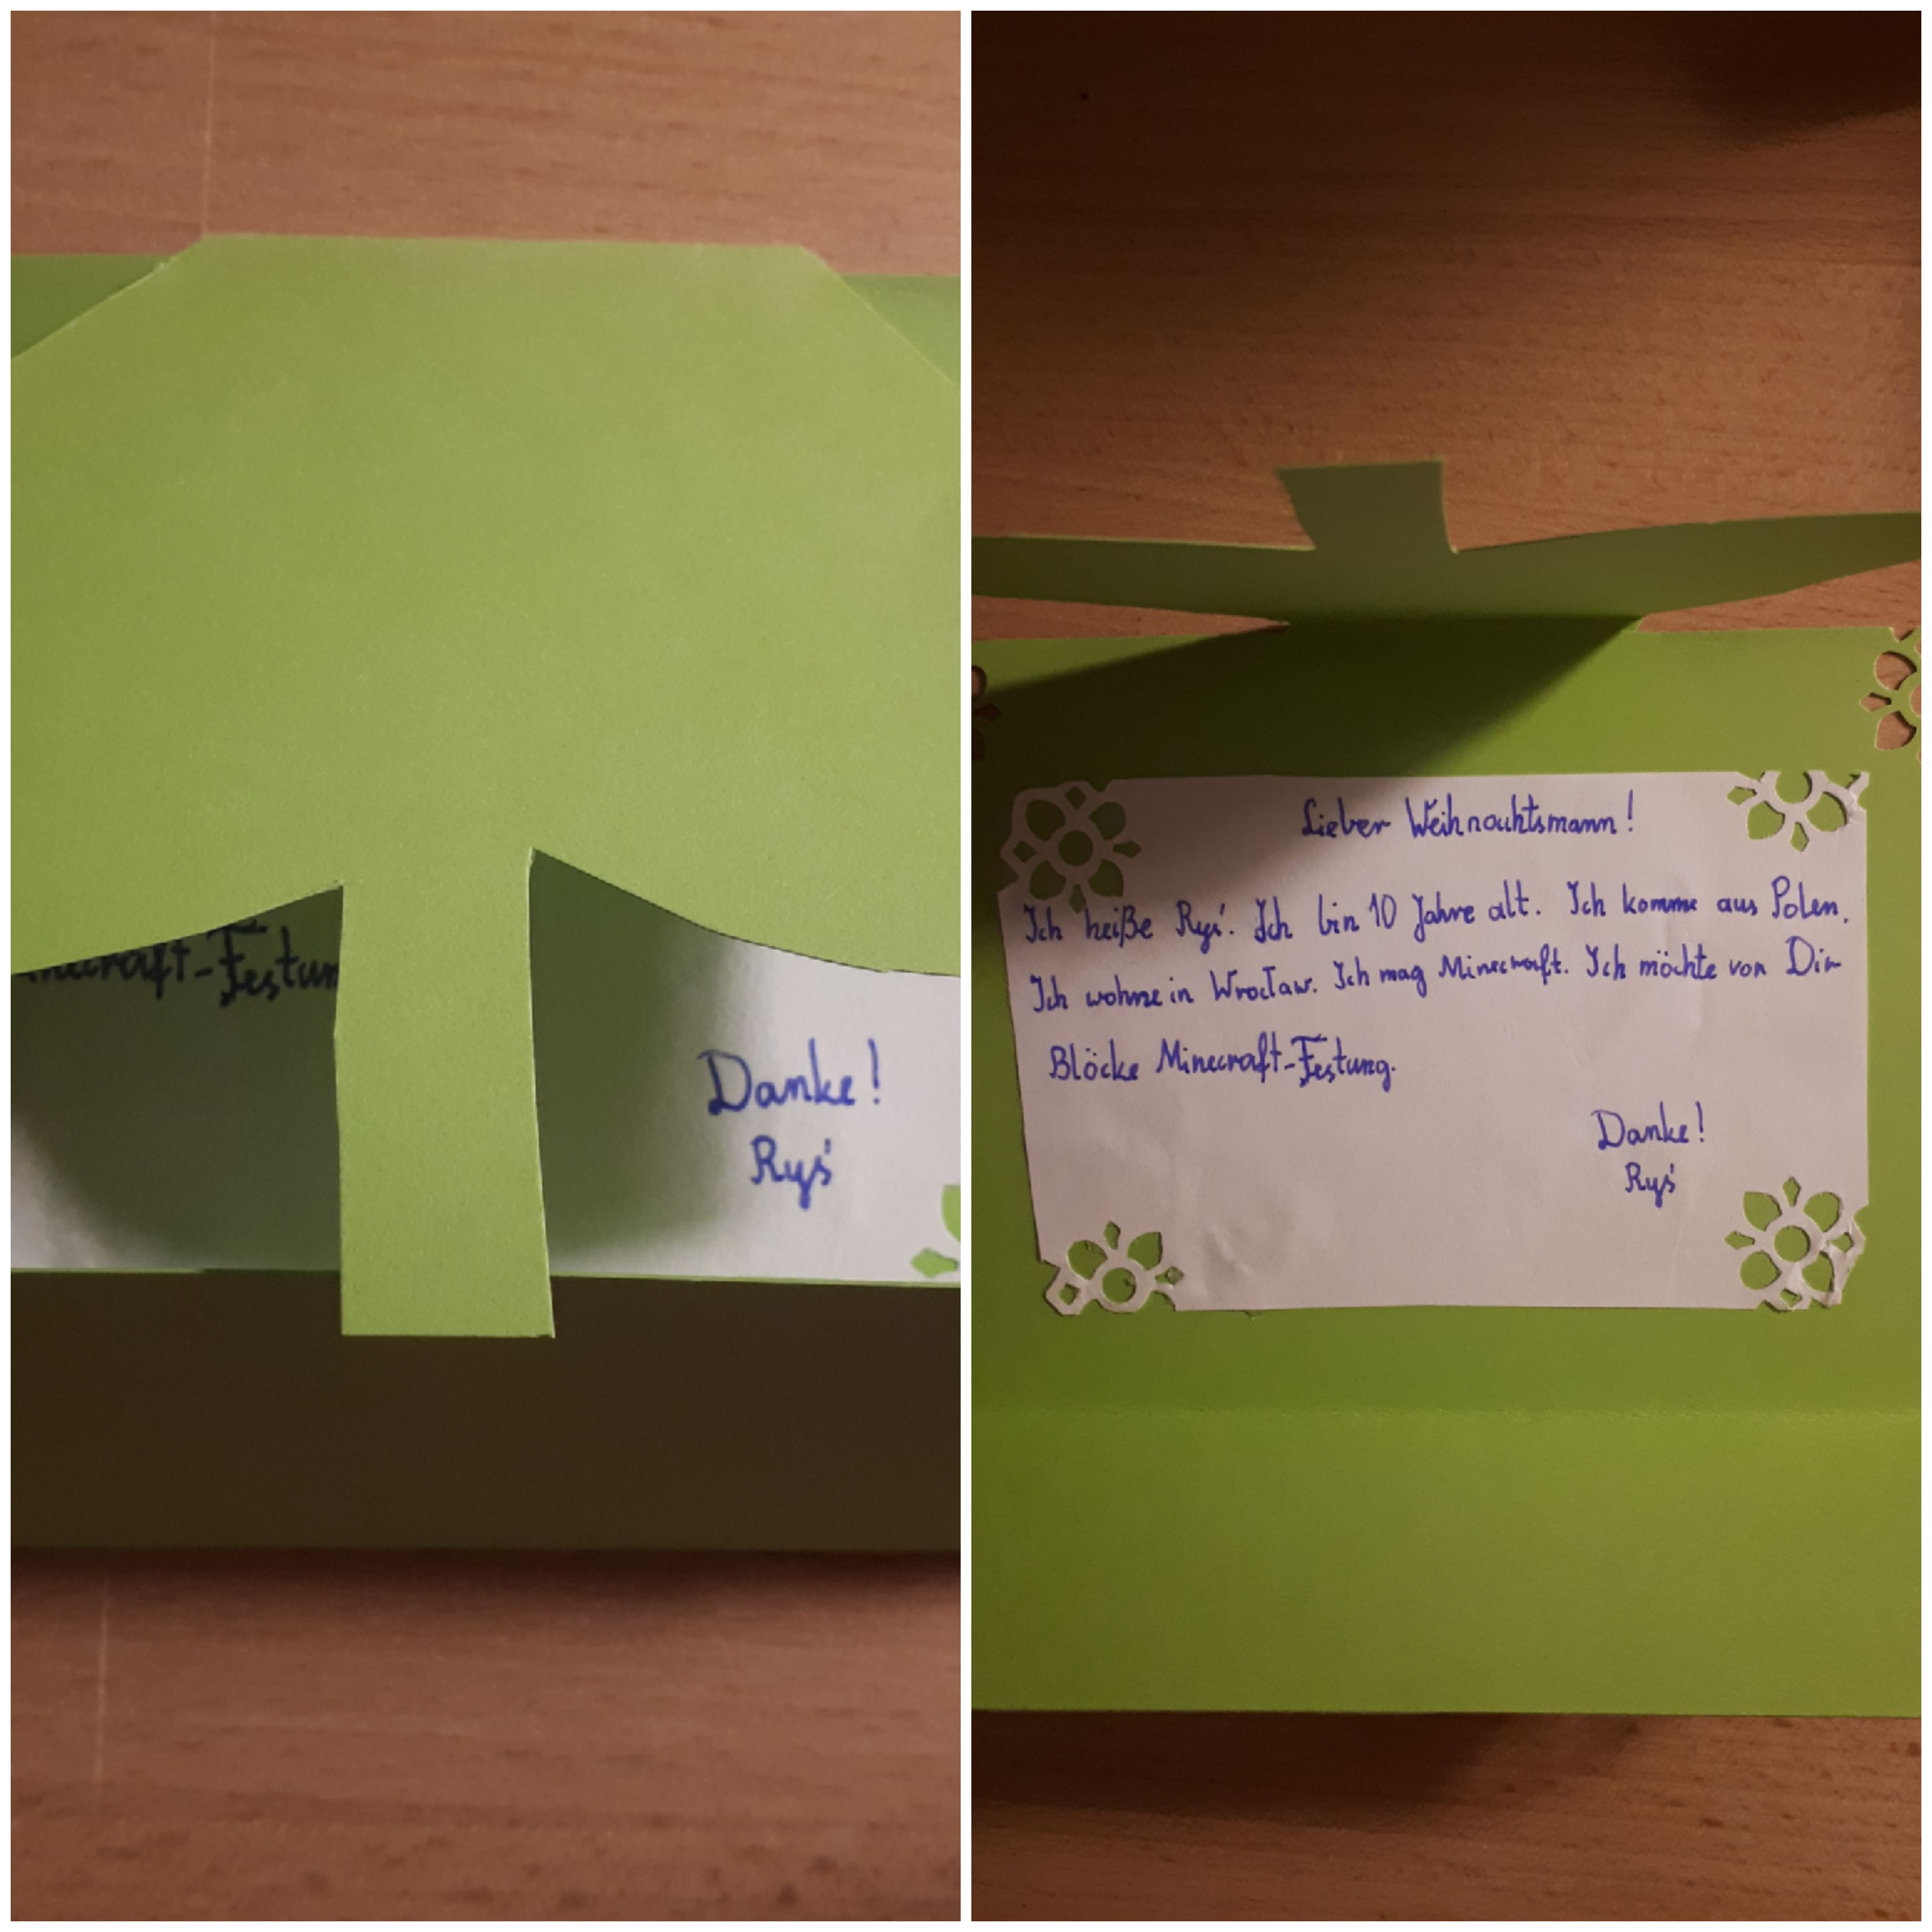 inecraft-Festun
Danke!
Ryś
Lieber Weihnachtsmann!
Ich heiße Ryś. Ich bin 10 Jahre alt. Ich komme aus Polen.
Ich wohne in Wrocław. Ich mag Minecraft. Ich möchte von Dir
Blöcke Minecraft-Festung.
Danke!
Ryś